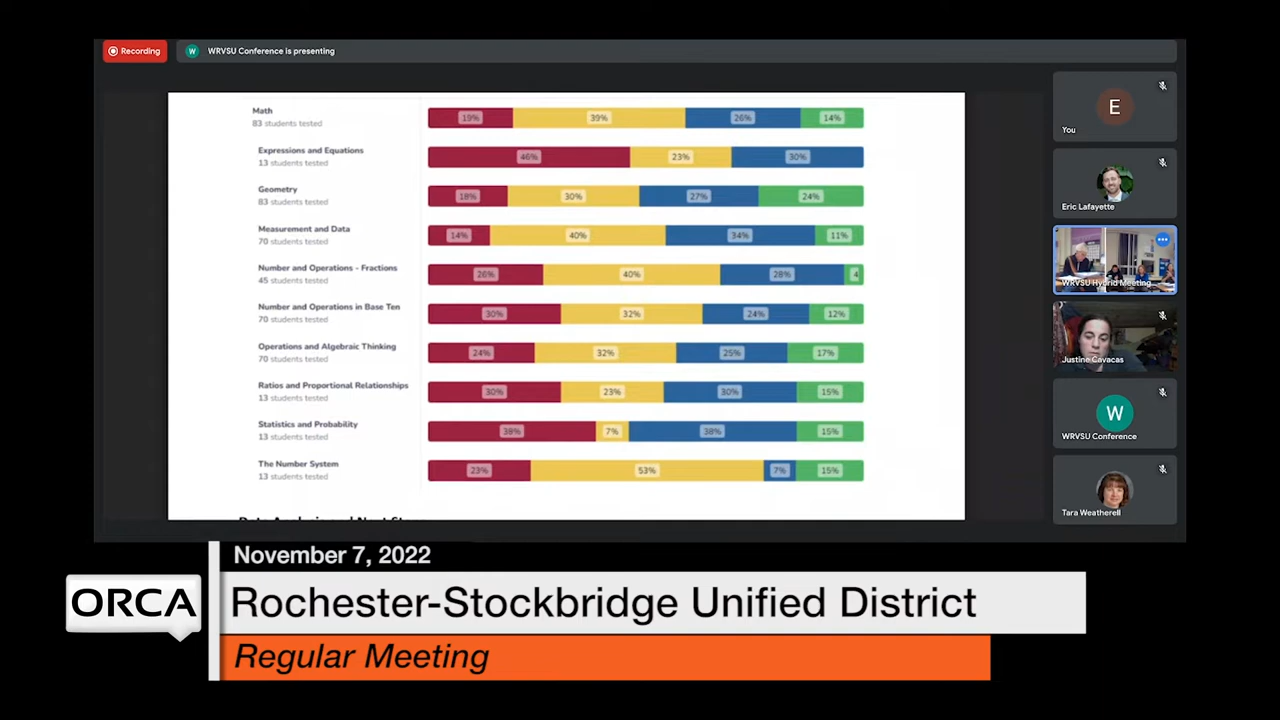 Recording
W
WRVSU Conference is presenting
Math
83 students tested
19% 39% 26% 14%
Expressions and Equations
13 students tested
46% 23% 30%
Geometry
83 students tested
18% 30% 27% 24%
Measurement and Data
70 students tested
14% 40% 34% 11%
Number and Operations - Fractions
45 students tested
26% 40% 28% 4
Number and Operations in Base Ten
70 students tested
30% 32% 24% 12%
Operations and Algebraic Thinking
70 students tested
24% 32% 25% 17%
Ratios and Proportional Relationships
13 students tested
30% 23% 30% 15%
Statistics and Probability
13 students tested
38% 7% 38% 15%
The Number System
13 students tested
23% 53% 7% 15%
E
You
Eric Lafayette
WRVSU Hybrid Meeting
Justine Cavacas
W
WRVSU Conference
Tara Weatherell
November 7, 2022
ORCA
Rochester-Stockbridge Unified District
Regular Meeting